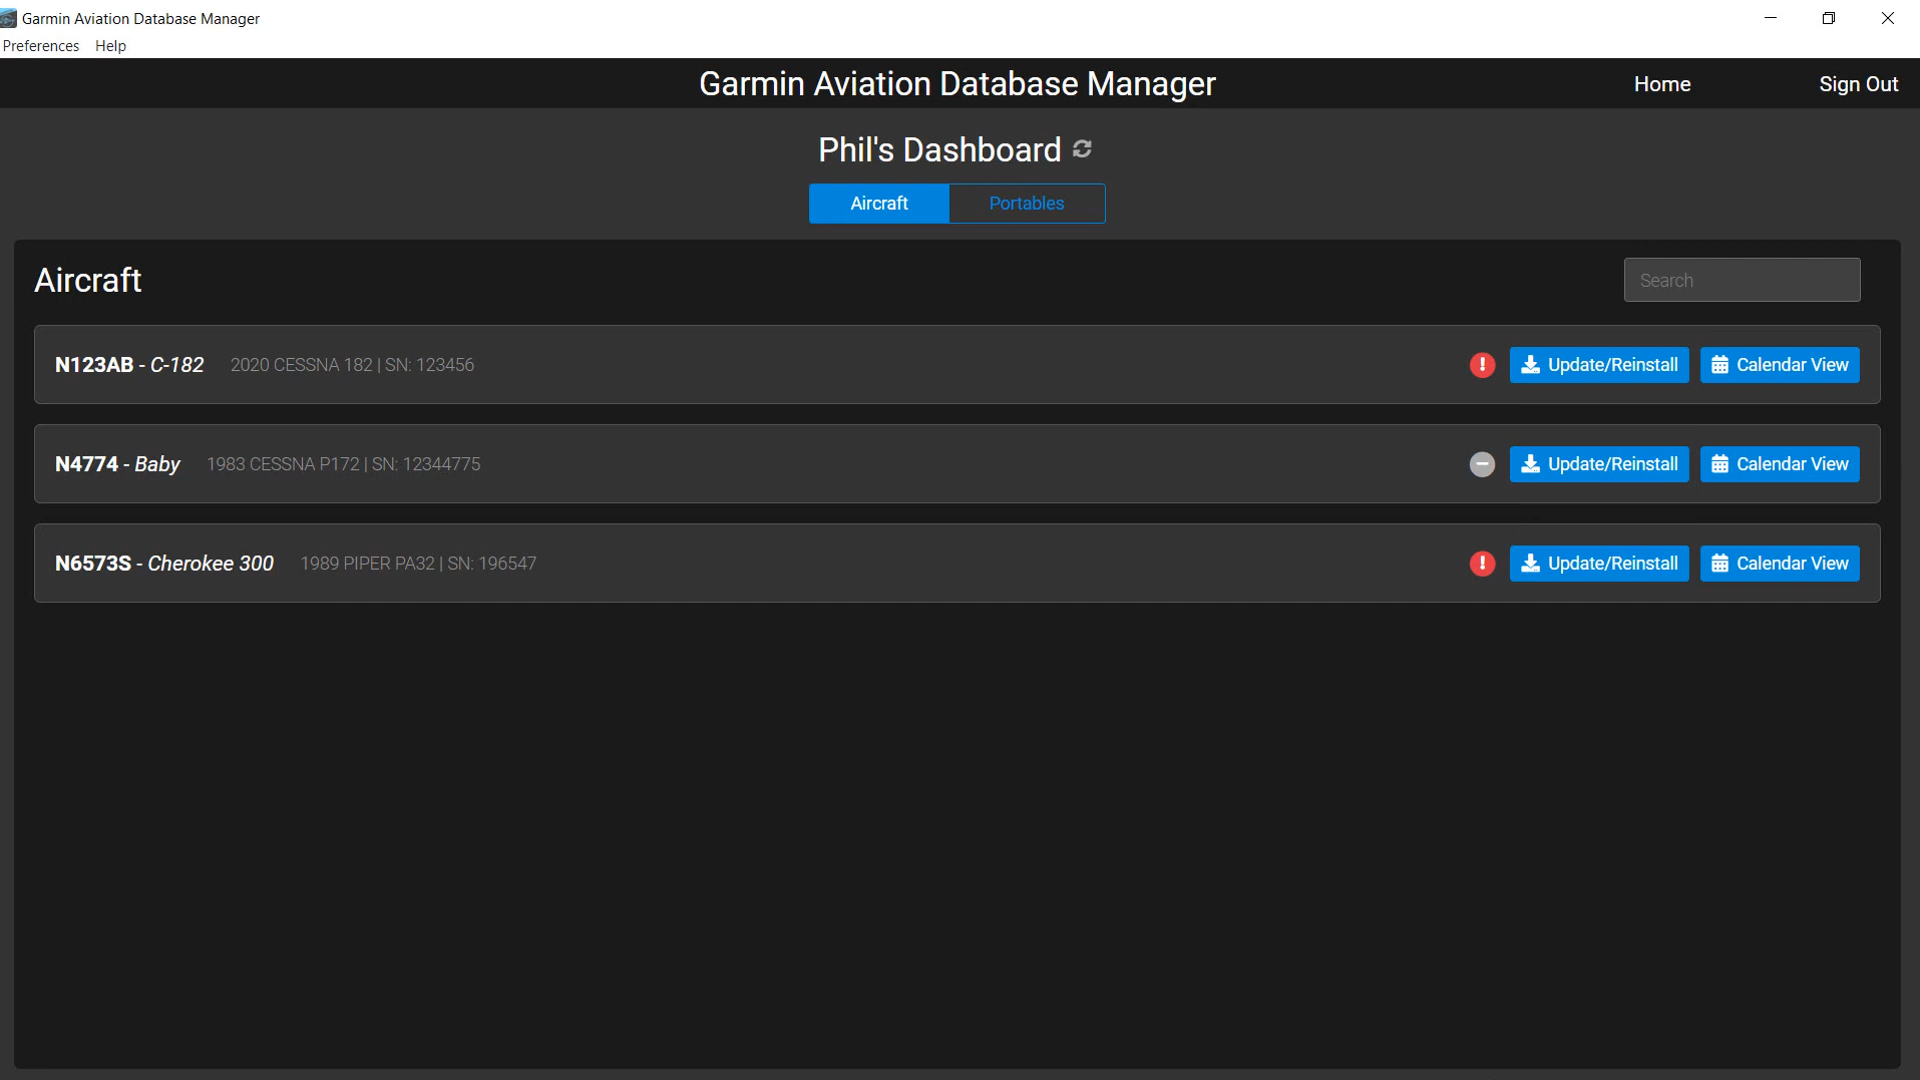 Garmin Aviation Database Manager
Preferences Help
Garmin Aviation Database Manager Home Sign Out
Phil's Dashboard
Aircraft Portables
Aircraft Search
N123AB - C-182 2020 CESSNA 182 | SN: 123456 Update/Reinstall Calendar View
N4774 - Baby 1983 CESSNA P172 | SN: 12344775 Update/Reinstall Calendar View
N6573S - Cherokee 300 1989 PIPER PA32 | SN: 196547 Update/Reinstall Calendar View